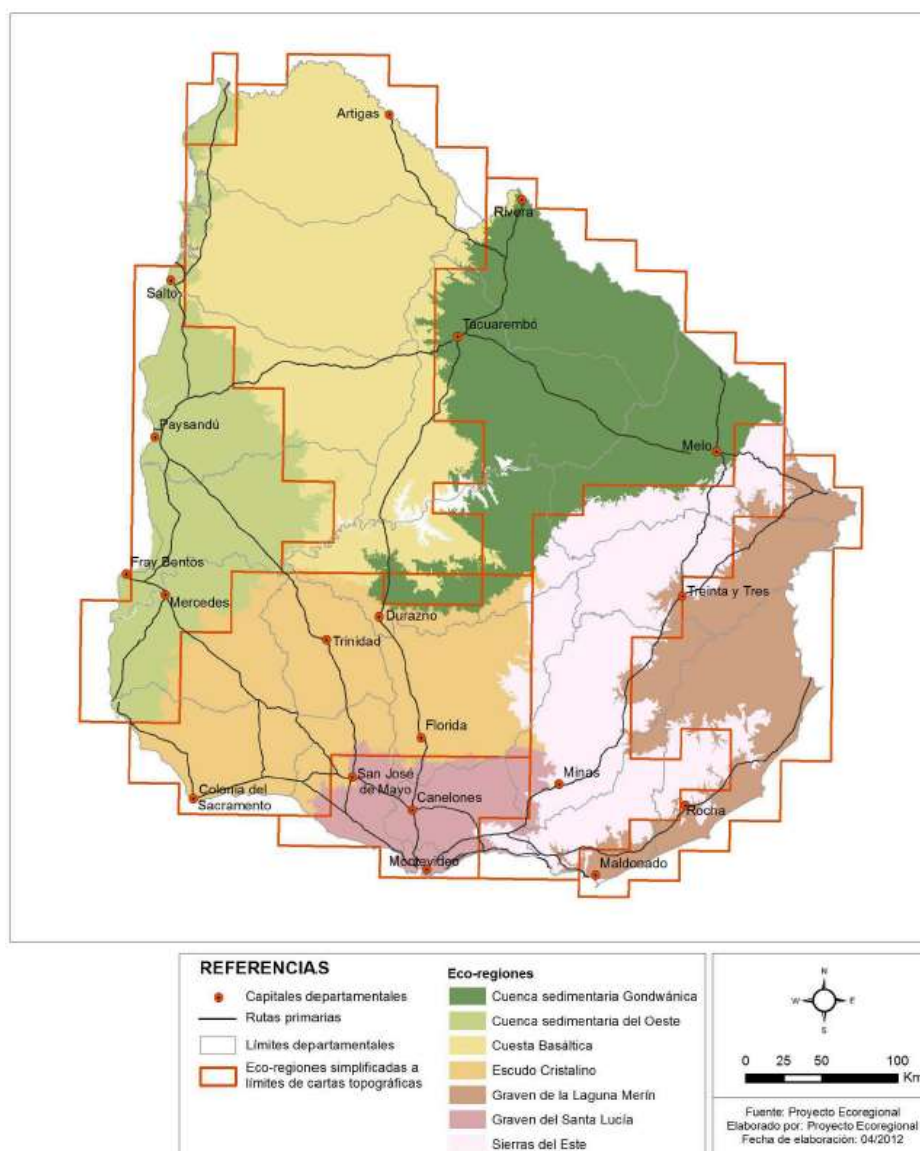 Artigas
Rivera
Salto
Tacuarembó
Paysandú
Melo
Fray Bentos
Mercedes
Treinta y Tres
Durazno
Trinidad
Florida
San José
de Mayo
Minas
Colonia del
Sacramento
Canelones
Rocha
Montevideo
Maldonado
REFERENCIAS
Capitales departamentales
Rutas primarias
Límites departamentales
Eco-regiones simplificadas a
límites de cartas topográficas
Eco-regiones
Cuenca sedimentaria Gondwánica
Cuenca sedimentaria del Oeste
Cuesta Basáltica
Escudo Cristalino
Graven de la Laguna Merín
Graven del Santa Lucía
Sierras del Este
N
W E
S
0 25 50 100
Km
Fuente: Proyecto Ecoregional
Elaborado por: Proyecto Ecoregional
Fecha de elaboración: 04/2012